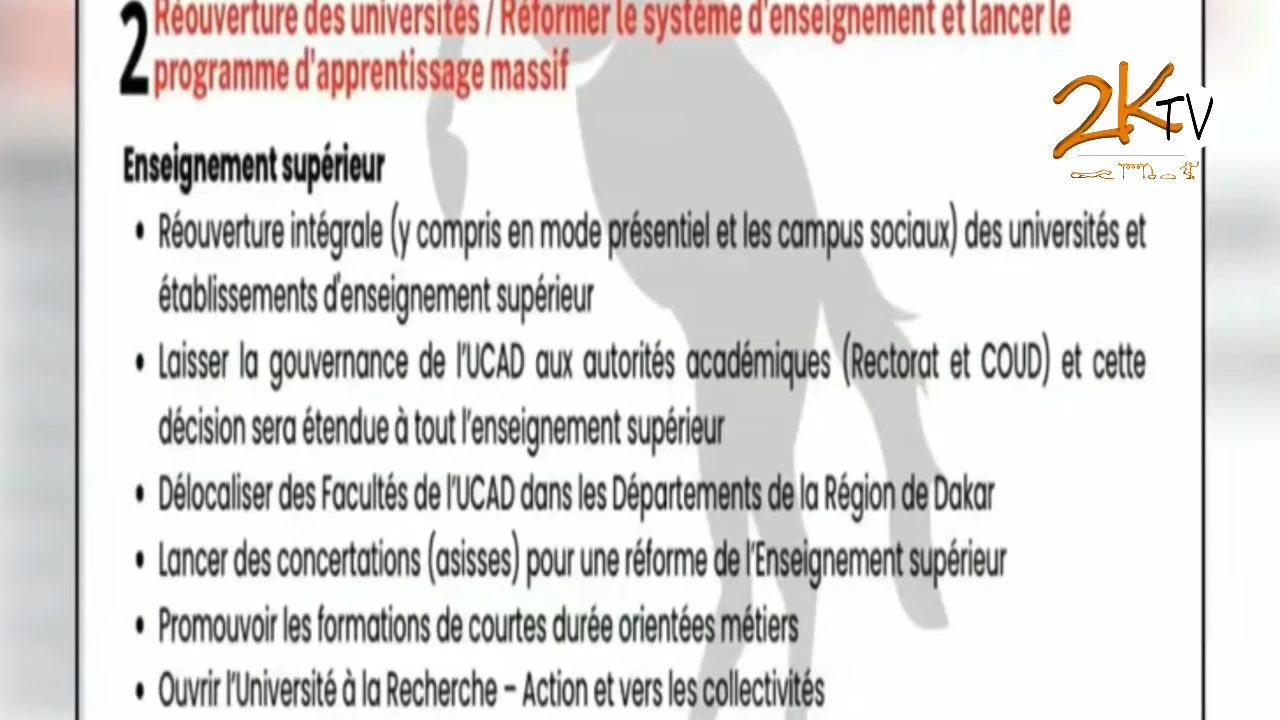 2 Réouverture des universités / Réformer le système d'enseignement et lancer le
programme d'apprentissage massif
2KTV
Enseignement supérieur
• Réouverture intégrale (y compris en mode présentiel et les campus sociaux) des universités et
établissements d'enseignement supérieur
• Laisser la gouvernance de l'UCAD aux autorités académiques (Rectorat et COUD) et cette
décision sera étendue à tout l'enseignement supérieur
• Délocaliser des Facultés de l'UCAD dans les Départements de la Région de Dakar
• Lancer des concertations (asisses) pour une réforme de l'Enseignement supérieur
• Promouvoir les formations de courtes durée orientées métiers
• Ouvrir l'Université à la Recherche – Action et vers les collectivités